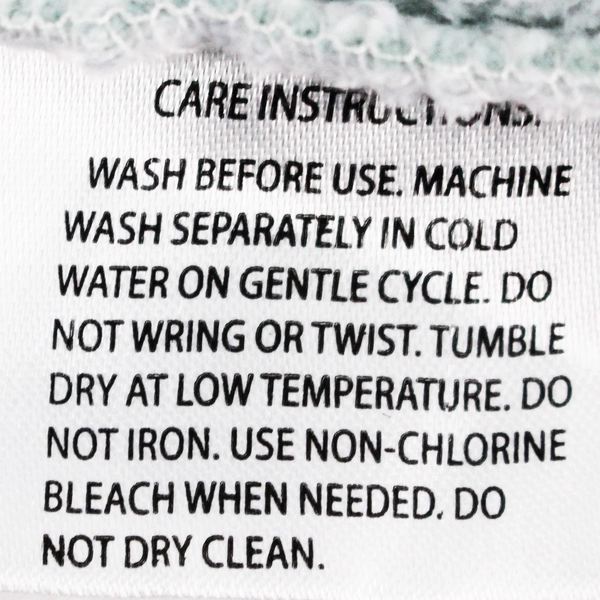 CARE INSTRUCTIONS:
WASH BEFORE USE. MACHINE
WASH SEPARATELY IN COLD
WATER ON GENTLE CYCLE. DO
NOT WRING OR TWIST. TUMBLE
DRY AT LOW TEMPERATURE. DO
NOT IRON. USE NON-CHLORINE
BLEACH WHEN NEEDED. DO
NOT DRY CLEAN.